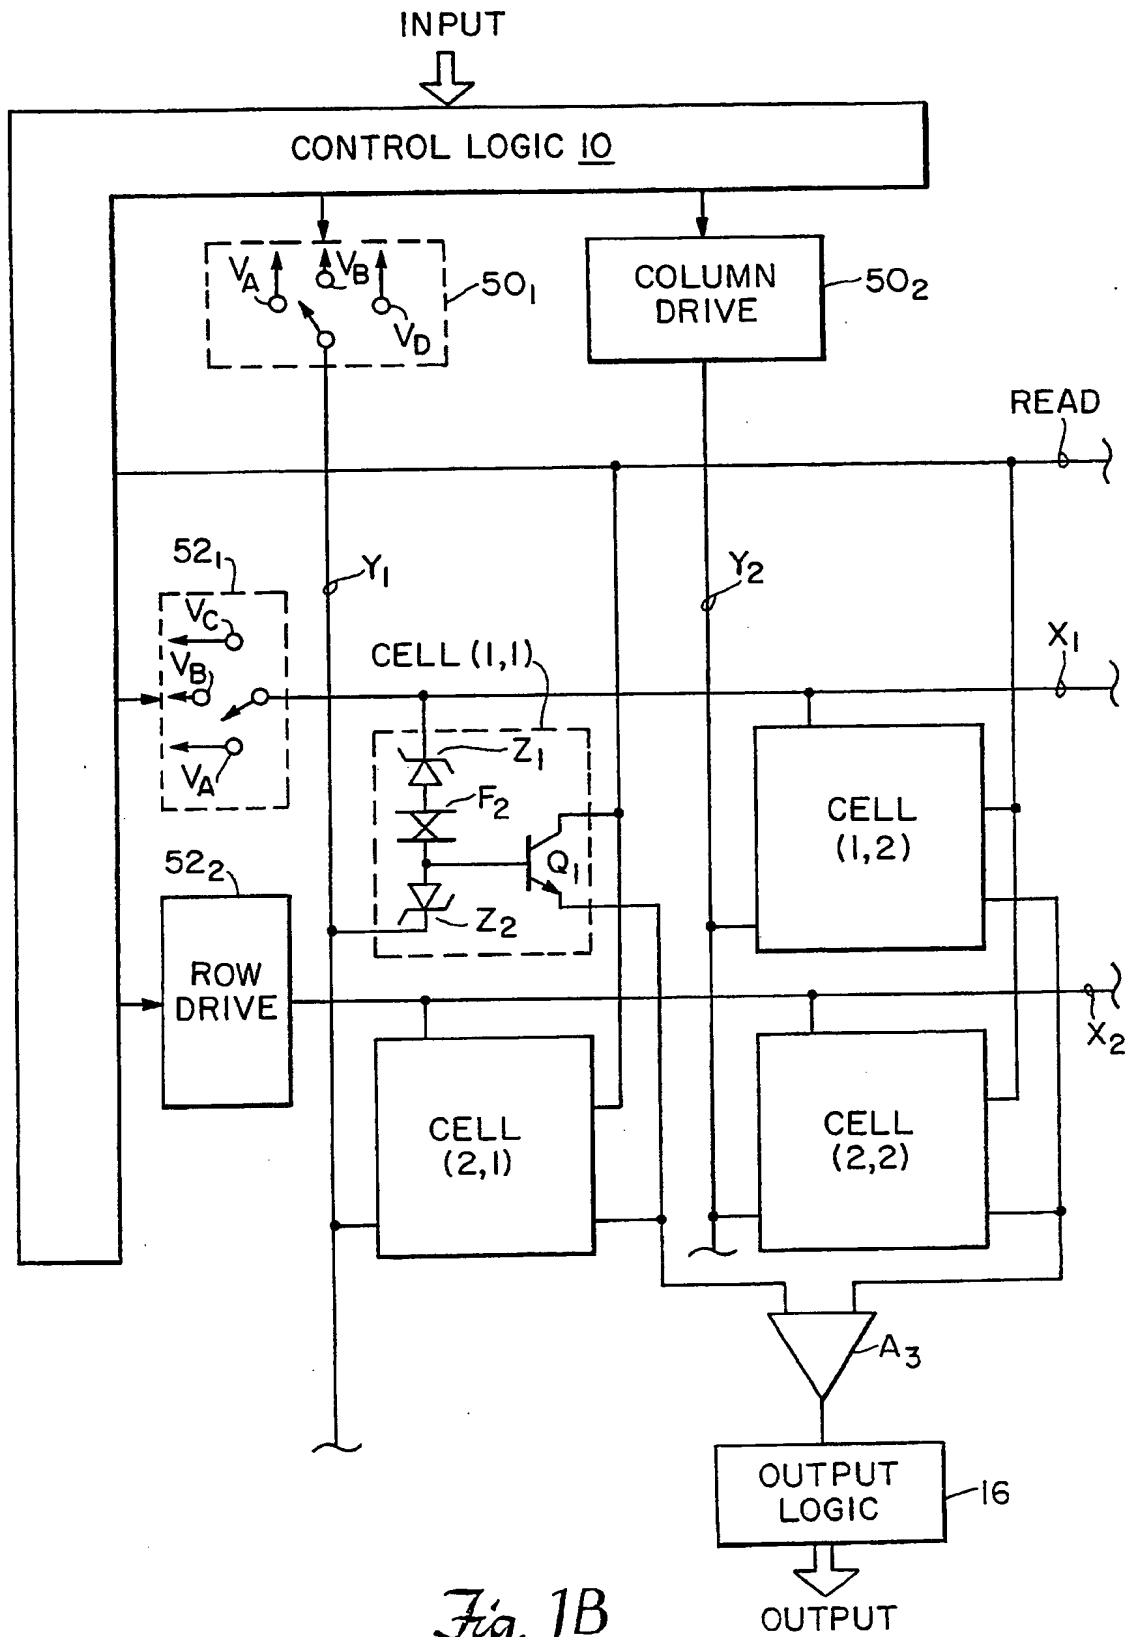 INPUT
CONTROL LOGIC 10
VA
VB
VD
501
COLUMN
DRIVE
502
READ
521
Y1
Y2
VC
VB
VA
CELL (1,1)
X1
Z1
F2
Q1
Z2
CELL
(1,2)
522
ROW
DRIVE
X2
CELL
(2,1)
CELL
(2,2)
A3
OUTPUT
LOGIC
16
OUTPUT
Fig. 1B